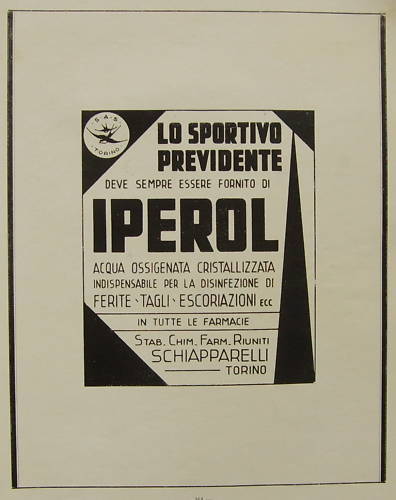 S·A·S
TORINO
LO SPORTIVO
PREVIDENTE
DEVE SEMPRE ESSERE FORNITO DI
IPEROL
ACQUA OSSIGENATA CRISTALLIZZATA
INDISPENSABILE PER LA DISINFEZIONE DI
FERITE - TAGLI - ESCORIAZIONI ECC
IN TUTTE LE FARMACIE
STAB. CHIM. FARM. RIUNITI
SCHIAPPARELLI
TORINO